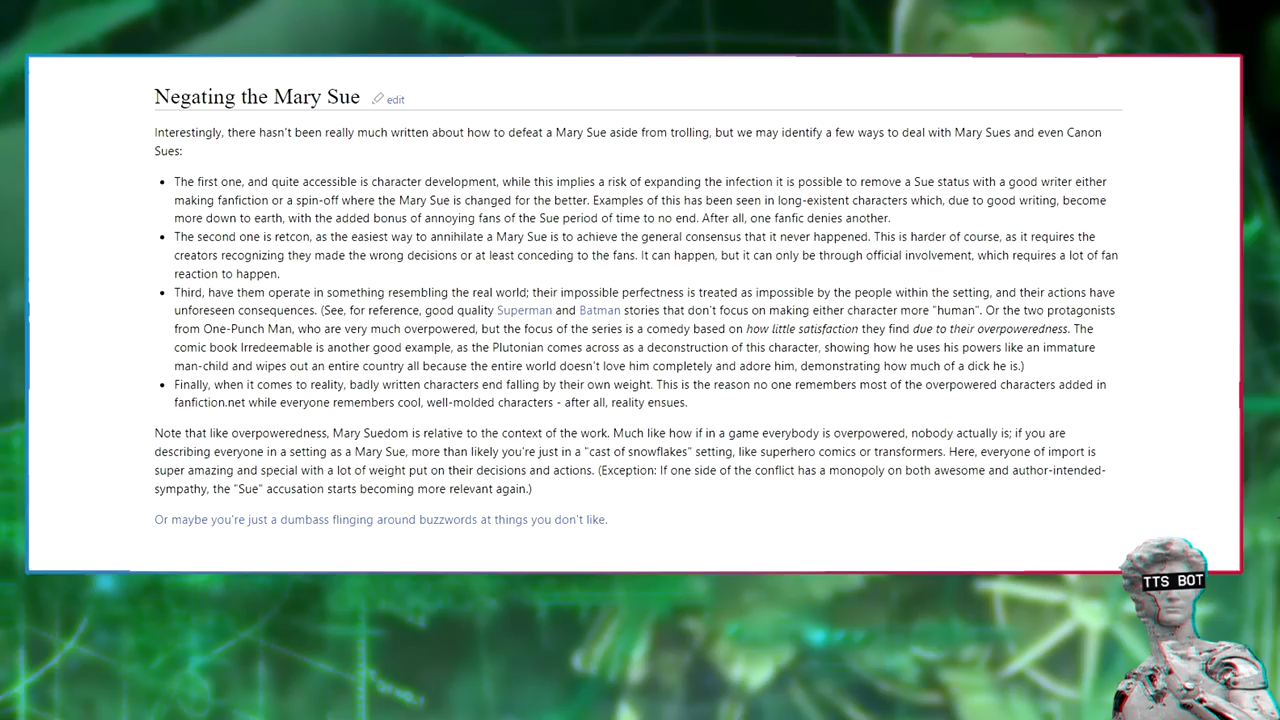 Negating the Mary Sue edit
Interestingly, there hasn't been really much written about how to defeat a Mary Sue aside from trolling, but we may identify a few ways to deal with Mary Sues and even Canon
Sues:
• The first one, and quite accessible is character development, while this implies a risk of expanding the infection it is possible to remove a Sue status with a good writer either
making fanfiction or a spin-off where the Mary Sue is changed for the better. Examples of this has been seen in long-existent characters which, due to good writing, become
more down to earth, with the added bonus of annoying fans of the Sue period of time to no end. After all, one fanfic denies another.
• The second one is retcon, as the easiest way to annihilate a Mary Sue is to achieve the general consensus that it never happened. This is harder of course, as it requires the
creators recognizing they made the wrong decisions or at least conceding to the fans. It can happen, but it can only be through official involvement, which requires a lot of fan
reaction to happen.
• Third, have them operate in something resembling the real world; their impossible perfectness is treated as impossible by the people within the setting, and their actions have
unforeseen consequences. (See, for reference, good quality Superman and Batman stories that don't focus on making either character more "human". Or the two protagonists
from One-Punch Man, who are very much overpowered, but the focus of the series is a comedy based on how little satisfaction they find due to their overpoweredness. The
comic book Irredeemable is another good example, as the Plutonian comes across as a deconstruction of this character, showing how he uses his powers like an immature
man-child and wipes out an entire country all because the entire world doesn't love him completely and adore him, demonstrating how much of a dick he is.)
• Finally, when it comes to reality, badly written characters end falling by their own weight. This is the reason no one remembers most of the overpowered characters added in
fanfiction.net while everyone remembers cool, well-molded characters - after all, reality ensues.
Note that like overpoweredness, Mary Suedom is relative to the context of the work. Much like how if in a game everybody is overpowered, nobody actually is; if you are
describing everyone in a setting as a Mary Sue, more than likely you're just in a "cast of snowflakes" setting, like superhero comics or transformers. Here, everyone of import is
super amazing and special with a lot of weight put on their decisions and actions. (Exception: If one side of the conflict has a monopoly on both awesome and author-intended-
sympathy, the "Sue" accusation starts becoming more relevant again.)
Or maybe you're just a dumbass flinging around buzzwords at things you don't like.
TTS BOT